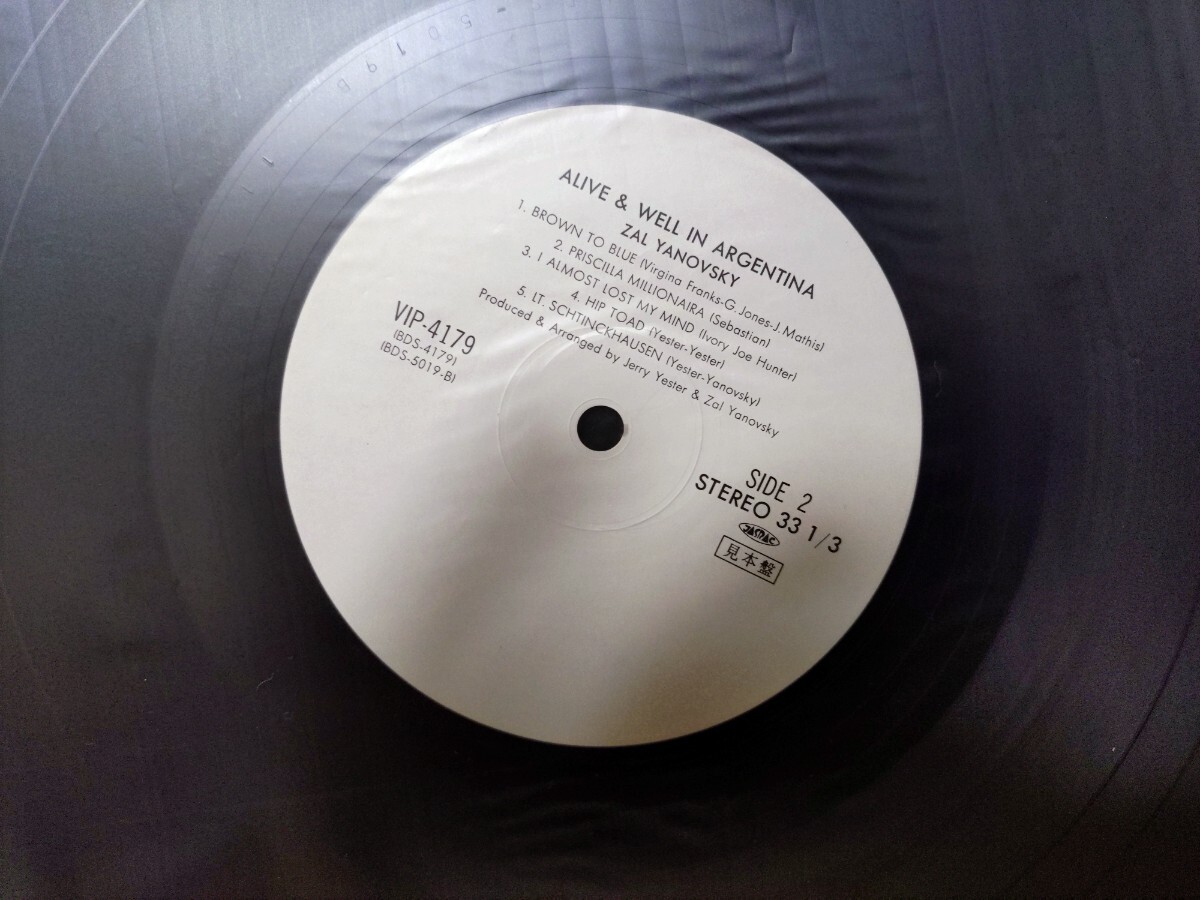 ALIVE & WELL IN ARGENTINA
ZAL YANOVSKY
1. BROWN TO BLUE (Virgina Franks-G. Jones-J. Mathis)
2. PRISCILLA MILLIONAIRA (Sebastian)
3. I ALMOST LOST MY MIND (Ivory Joe Hunter)
4. HIP TOAD (Yester-Yester)
5. LT. SCHTINCKHAUSEN (Yester-Yanovsky)
Produced & Arranged by Jerry Yester & Zal Yanovsky
VIP-4179
(BDS-4179)
(BDS-5019-B)
SIDE 2
STEREO 33 1/3
JASRAC
見本盤